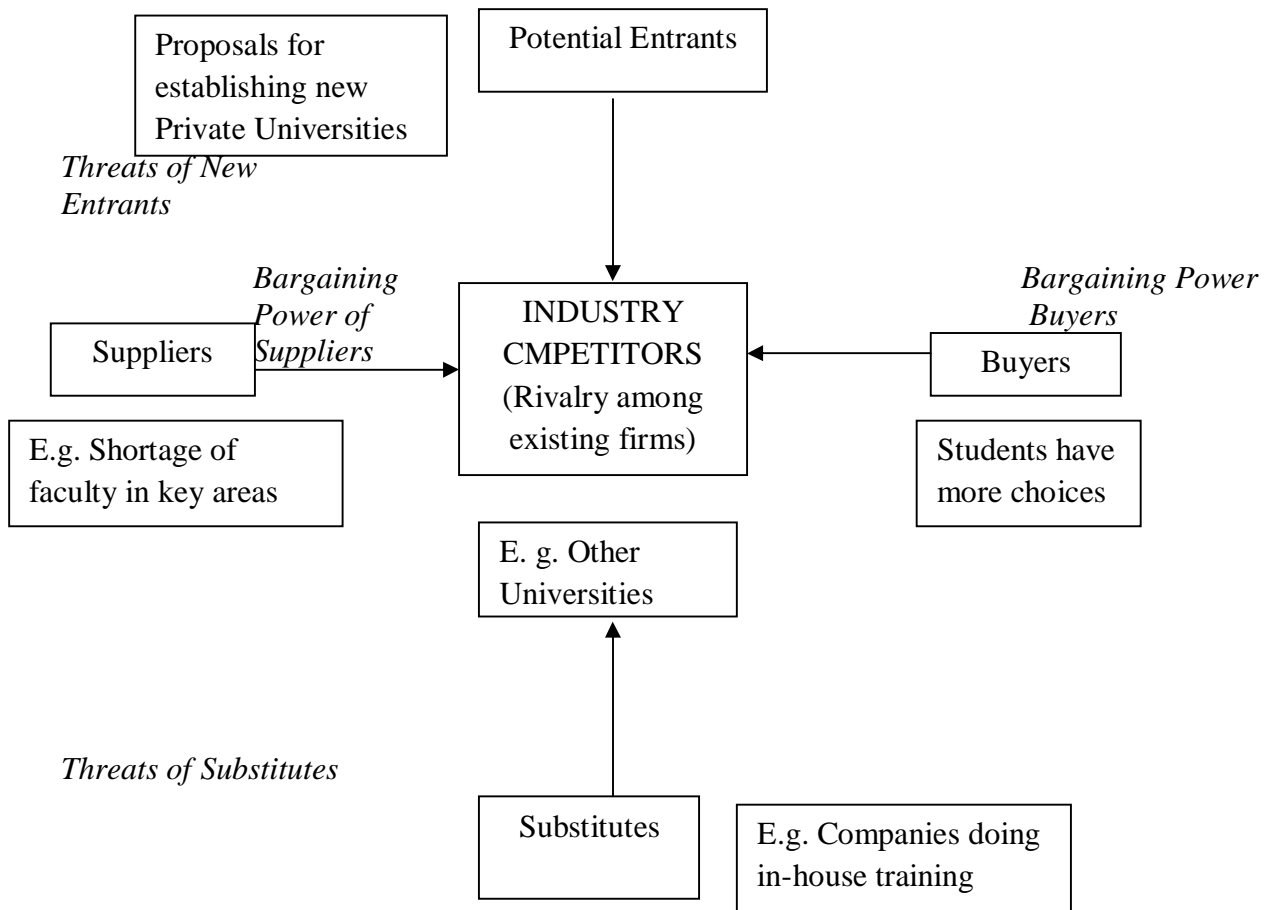 Proposals for
establishing new
Private Universities
Potential Entrants
Threats of New
Entrants
Bargaining
Power of
Suppliers
Suppliers
E.g. Shortage of
faculty in key areas
INDUSTRY
CMPETITORS
(Rivalry among
existing firms)
Bargaining Power
Buyers
Buyers
Students have
more choices
E. g. Other
Universities
Threats of Substitutes
Substitutes
E.g. Companies doing
in-house training